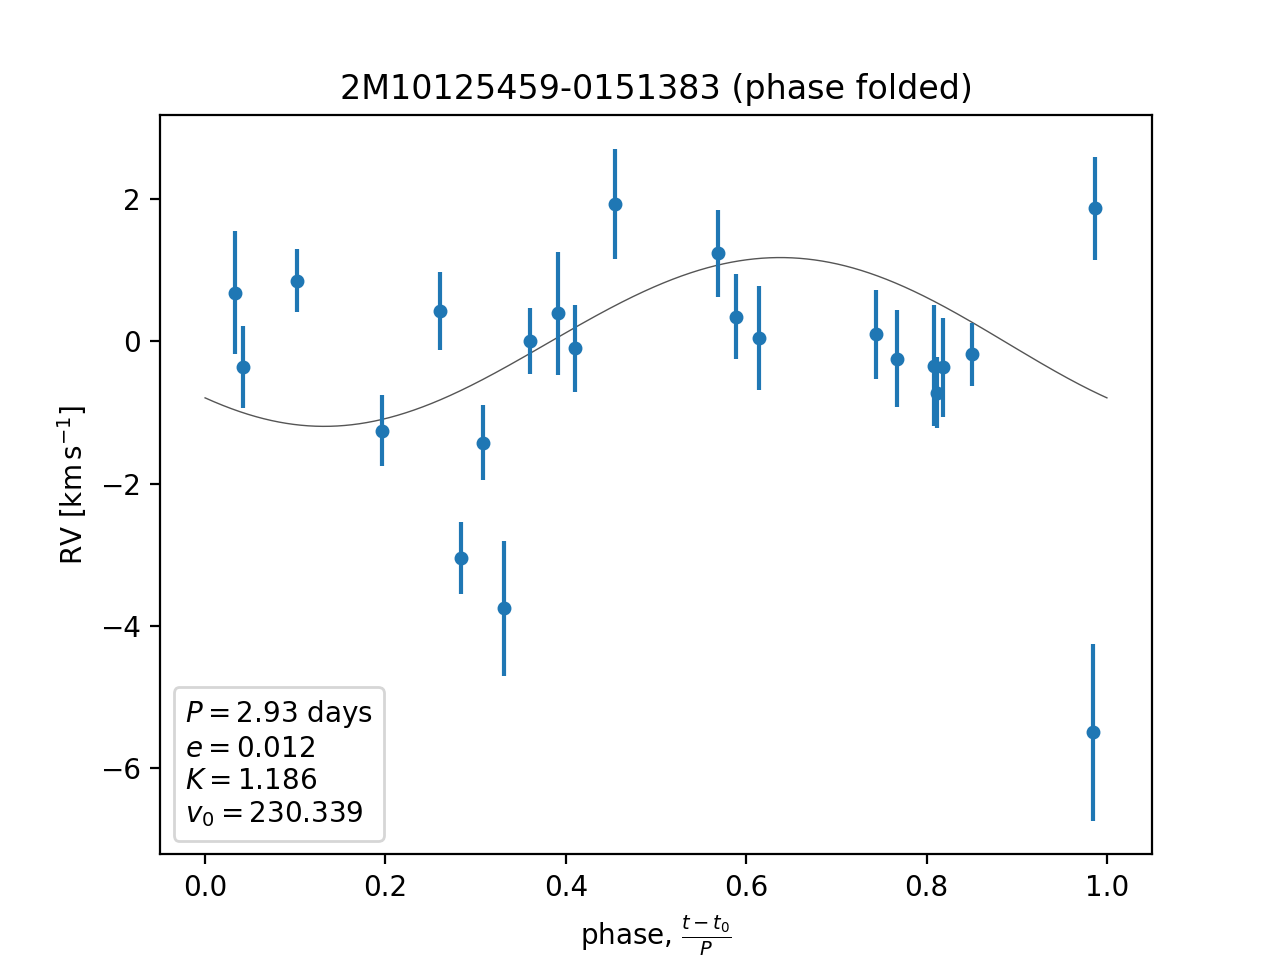 2M10125459-0151383 (phase folded)
RV [km s⁻¹]
2
0
−2
−4
−6
P = 2.93 days
e = 0.012
K = 1.186
v₀ = 230.339
0.0 0.2 0.4 0.6 0.8 1.0
phase, (t − t₀)/P